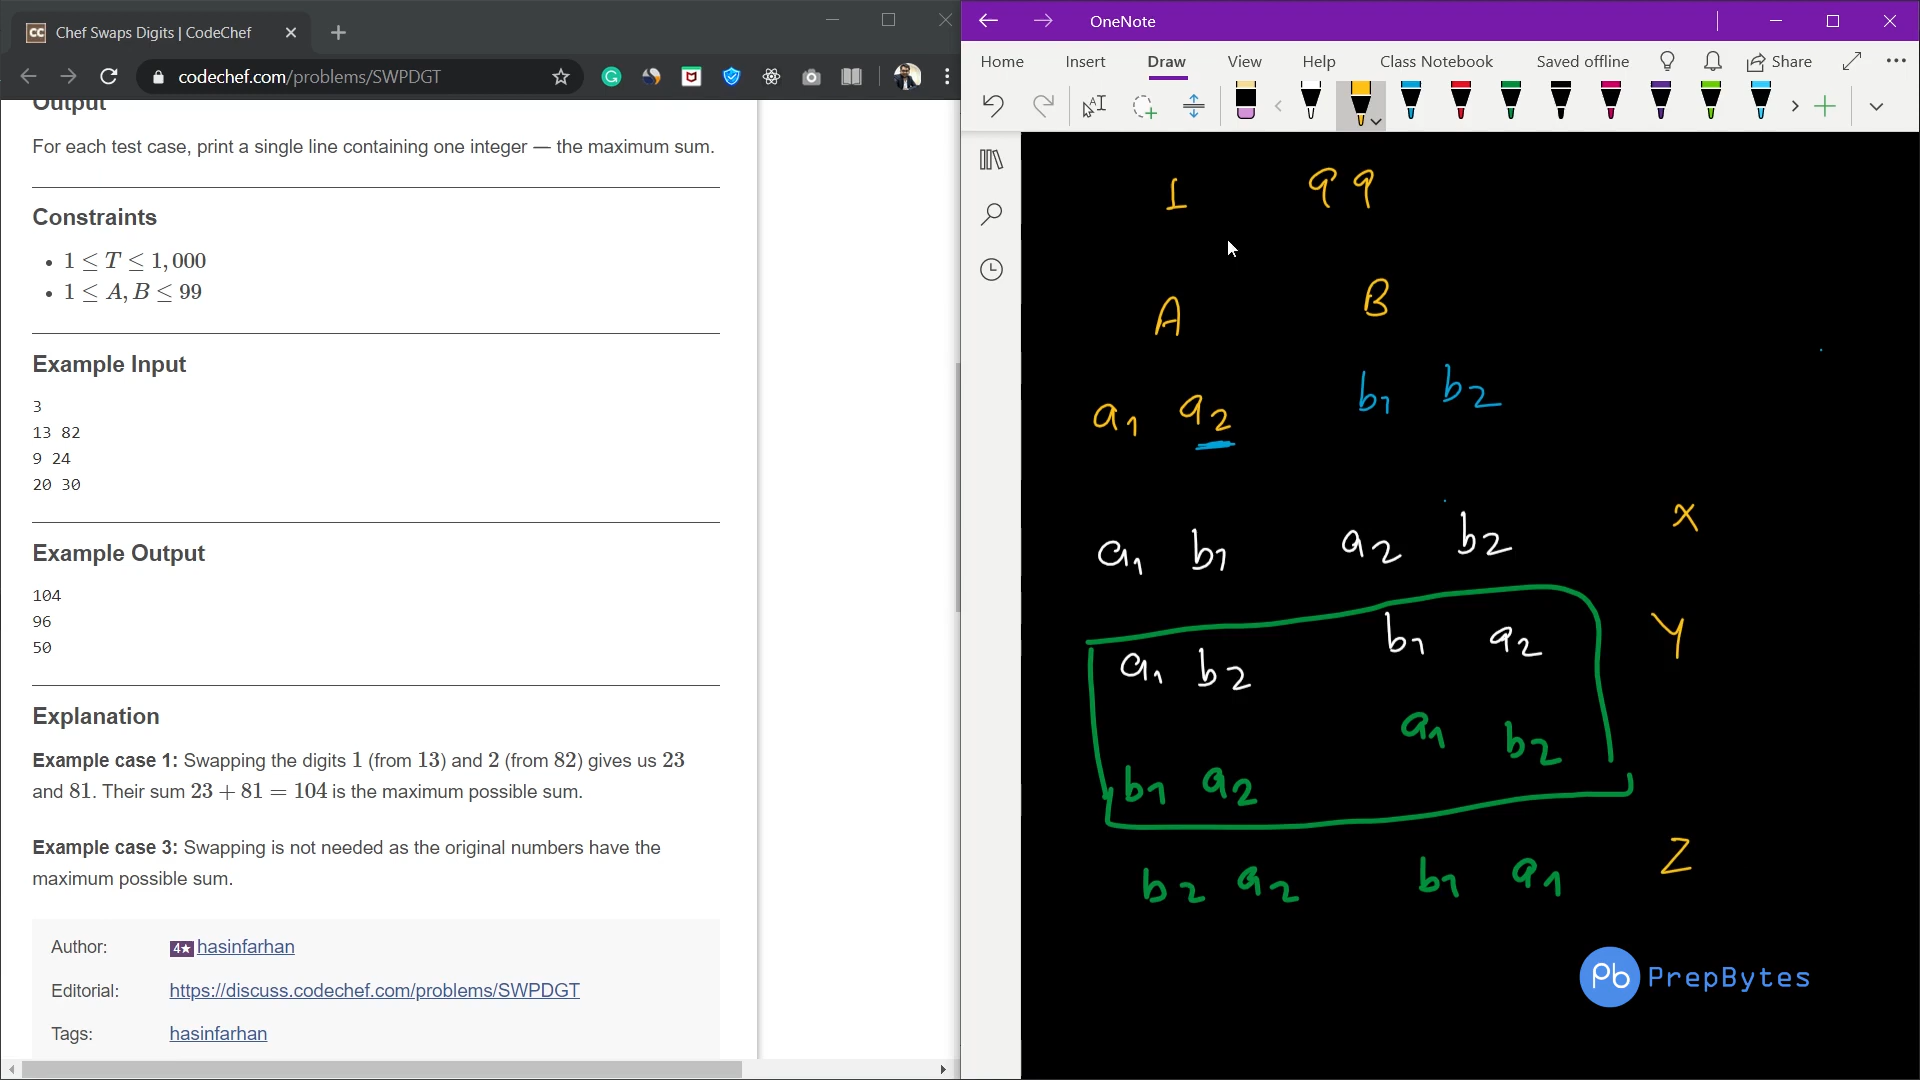 Chef Swaps Digits | CodeChef
codechef.com/problems/SWPDGT
Output
For each test case, print a single line containing one integer — the maximum sum.
Constraints
• 1 ≤ T ≤ 1,000
• 1 ≤ A, B ≤ 99
Example Input
3
13 82
9 24
20 30
Example Output
104
96
50
Explanation
Example case 1: Swapping the digits 1 (from 13) and 2 (from 82) gives us 23
and 81. Their sum 23 + 81 = 104 is the maximum possible sum.
Example case 3: Swapping is not needed as the original numbers have the
maximum possible sum.
Author: 4★ hasinfarhan
Editorial: https://discuss.codechef.com/problems/SWPDGT
Tags: hasinfarhan
OneNote
Home Insert Draw View Help Class Notebook Saved offline Share
1 99
A B
a1 a2 b1 b2
a1 b1 a2 b2 X
a1 b2 b1 a2 Y
b1 a2 a1 b2
b2 a2 b1 a1 Z
Pb PrepBytes